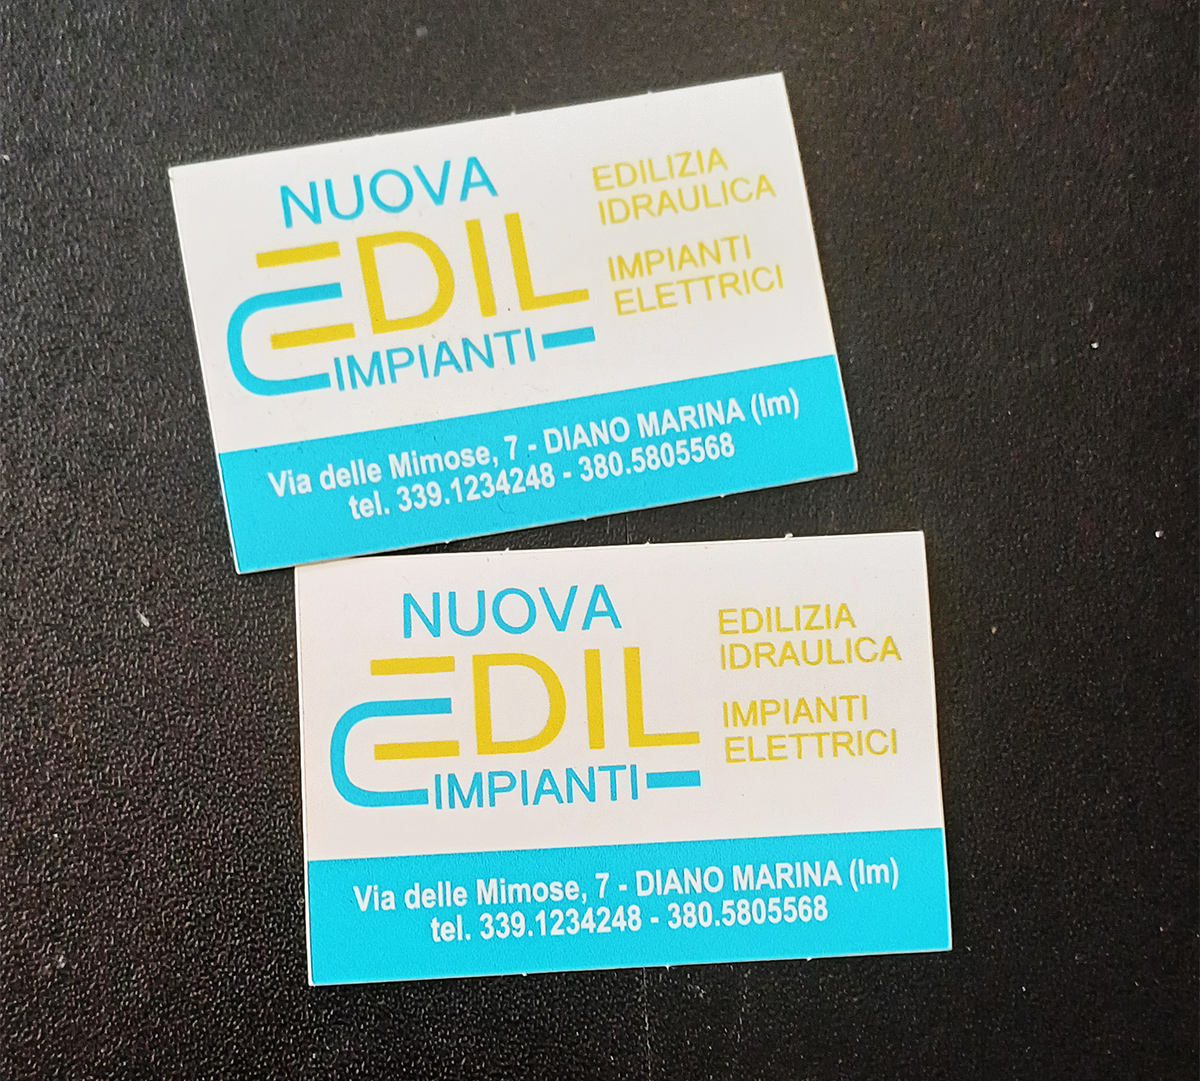 NUOVA
EDIL
IMPIANTI
EDILIZIA
IDRAULICA
IMPIANTI
ELETTRICI
Via delle Mimose, 7 - DIANO MARINA (Im)
tel. 339.1234248 - 380.5805568
NUOVA
EDIL
IMPIANTI
EDILIZIA
IDRAULICA
IMPIANTI
ELETTRICI
Via delle Mimose, 7 - DIANO MARINA (Im)
tel. 339.1234248 - 380.5805568